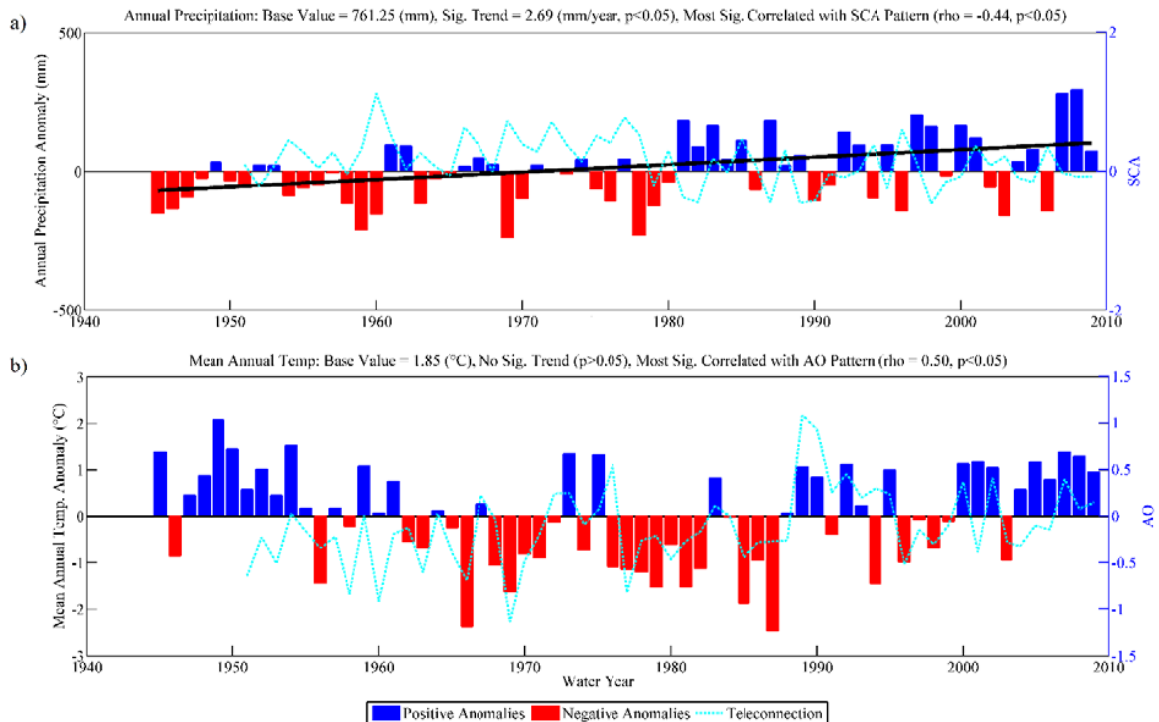 Annual Precipitation: Base Value = 761.25 (mm), Sig. Trend = 2.69 (mm/year, p<0.05), Most Sig. Correlated with SCA Pattern (rho = -0.44, p<0.05)
a)
500
0
-500
Annual Precipitation Anomaly (mm)
2
0
-2
SCA
1940 1950 1960 1970 1980 1990 2000 2010
Mean Annual Temp: Base Value = 1.85 (°C), No Sig. Trend (p>0.05), Most Sig. Correlated with AO Pattern (rho = 0.50, p<0.05)
b)
3
2
1
0
-1
-2
-3
Mean Annual Temp. Anomaly (°C)
1.5
1
0.5
0
-0.5
-1
-1.5
AO
1940 1950 1960 1970 1980 1990 2000 2010
Water Year
Positive Anomalies Negative Anomalies Teleconnection